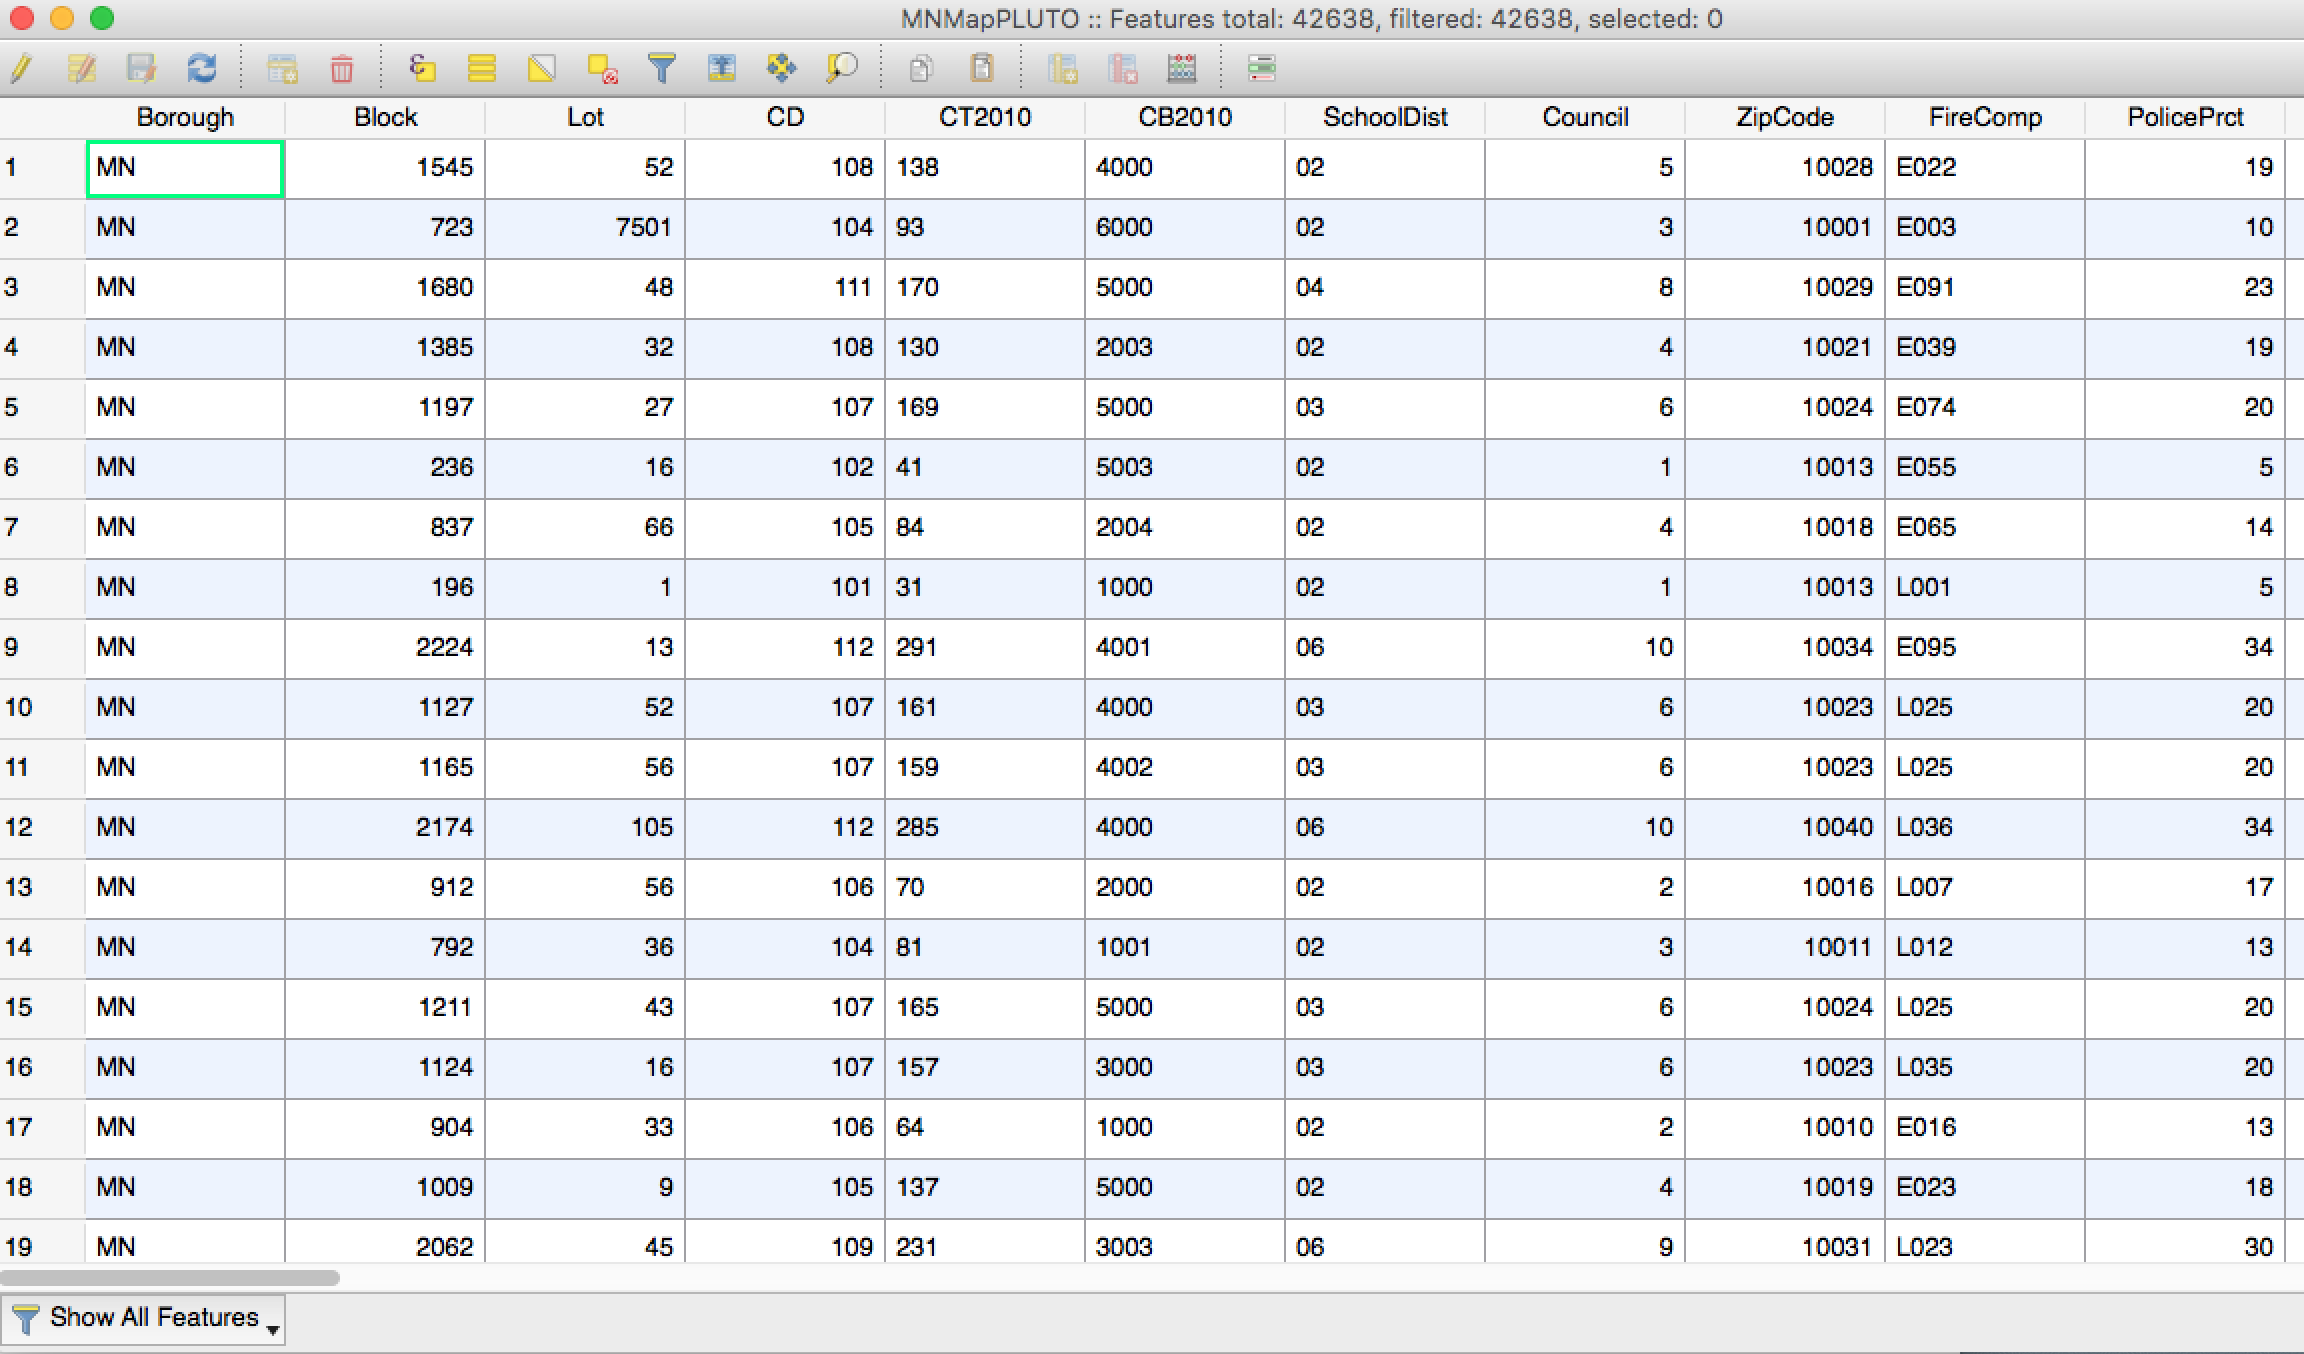 MNMapPLUTO :: Features total: 42638, filtered: 42638, selected: 0
Borough Block Lot CD CT2010 CB2010 SchoolDist Council ZipCode FireComp PolicePrct
1 MN 1545 52 108 138 4000 02 5 10028 E022 19
2 MN 723 7501 104 93 6000 02 3 10001 E003 10
3 MN 1680 48 111 170 5000 04 8 10029 E091 23
4 MN 1385 32 108 130 2003 02 4 10021 E039 19
5 MN 1197 27 107 169 5000 03 6 10024 E074 20
6 MN 236 16 102 41 5003 02 1 10013 E055 5
7 MN 837 66 105 84 2004 02 4 10018 E065 14
8 MN 196 1 101 31 1000 02 1 10013 L001 5
9 MN 2224 13 112 291 4001 06 10 10034 E095 34
10 MN 1127 52 107 161 4000 03 6 10023 L025 20
11 MN 1165 56 107 159 4002 03 6 10023 L025 20
12 MN 2174 105 112 285 4000 06 10 10040 L036 34
13 MN 912 56 106 70 2000 02 2 10016 L007 17
14 MN 792 36 104 81 1001 02 3 10011 L012 13
15 MN 1211 43 107 165 5000 03 6 10024 L025 20
16 MN 1124 16 107 157 3000 03 6 10023 L035 20
17 MN 904 33 106 64 1000 02 2 10010 E016 13
18 MN 1009 9 105 137 5000 02 4 10019 E023 18
19 MN 2062 45 109 231 3003 06 9 10031 L023 30
Show All Features